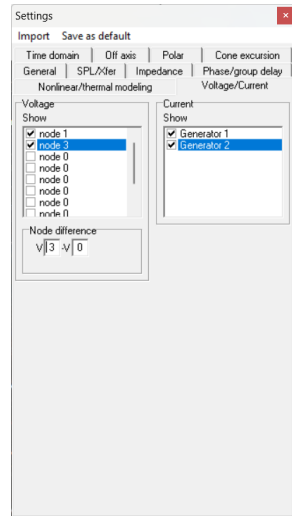 Settings
Import Save as default
Time domain Off axis Polar Cone excursion
General SPL/Xfer Impedance Phase/group delay
Nonlinear/thermal modeling Voltage/Current
Voltage
Show
node 1
node 3
node 0
node 0
node 0
node 0
node 0
node 0
Node difference
V 3 -V 0
Current
Show
Generator 1
Generator 2